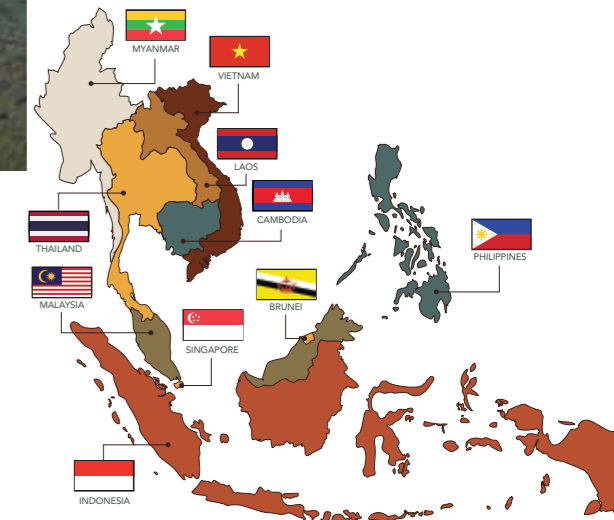 MYANMAR
VIETNAM
LAOS
CAMBODIA
THAILAND
PHILIPPINES
MALAYSIA
BRUNEI
SINGAPORE
INDONESIA